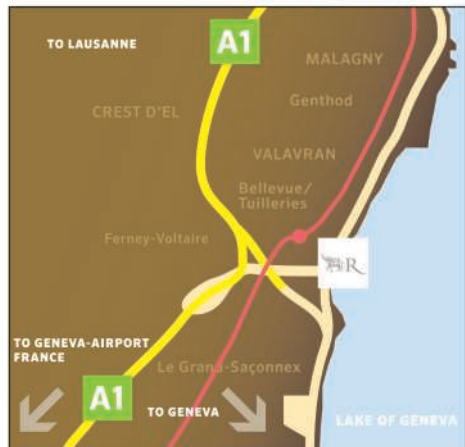 TO LAUSANNE
A1
MALAGNY
Genthod
CREST D'EL
VALAVRAN
Bellevue/
Tuilleries
Ferney-Voltaire
R
TO GENEVA-AIRPORT
FRANCE
Le Grand-Saçonnex
A1
TO GENEVA
LAKE OF GENEVA